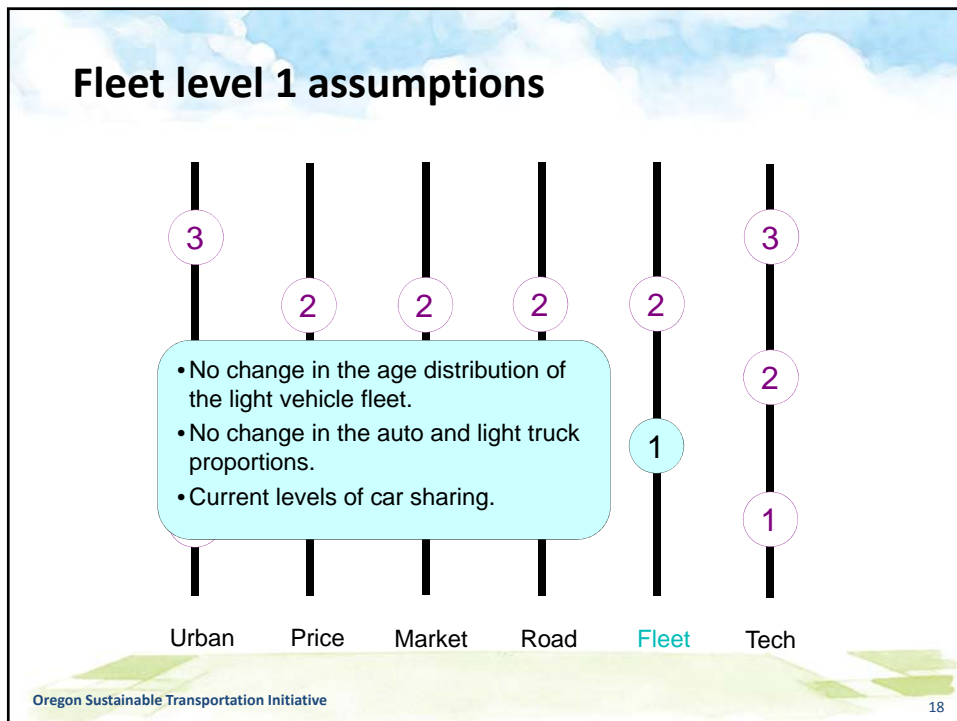 Fleet level 1 assumptions
3
3
2
2
2
2
• No change in the age distribution of
the light vehicle fleet.
• No change in the auto and light truck
proportions.
• Current levels of car sharing.
2
1
1
Urban
Price
Market
Road
Fleet
Tech
Oregon Sustainable Transportation Initiative
18